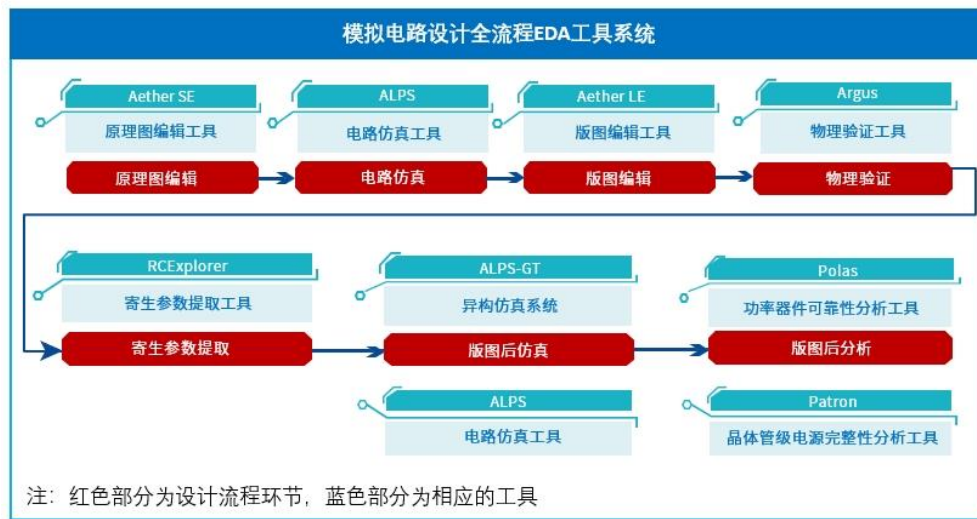 模拟电路设计全流程EDA工具系统
Aether SE
ALPS
Aether LE
Argus
原理图编辑工具
电路仿真工具
版图编辑工具
物理验证工具
原理图编辑
电路仿真
版图编辑
物理验证
RCExplorer
ALPS-GT
Polas
寄生参数提取工具
异构仿真系统
功率器件可靠性分析工具
寄生参数提取
版图后仿真
版图后分析
ALPS
Patron
电路仿真工具
晶体管级电源完整性分析工具
注：红色部分为设计流程环节，蓝色部分为相应的工具